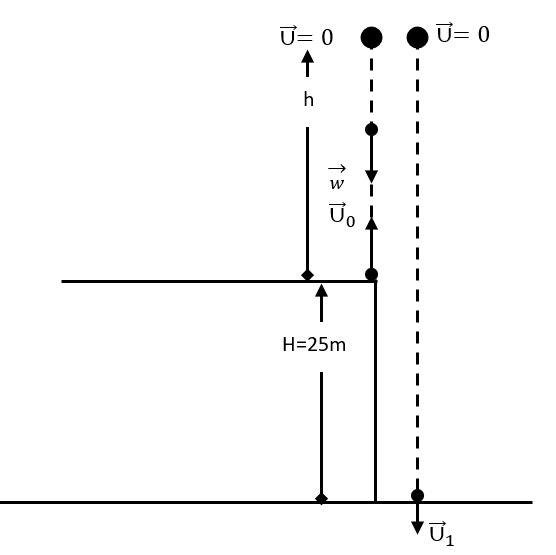 U⃗= 0
U⃗= 0
h
w⃗
U⃗₀
H=25m
U⃗₁